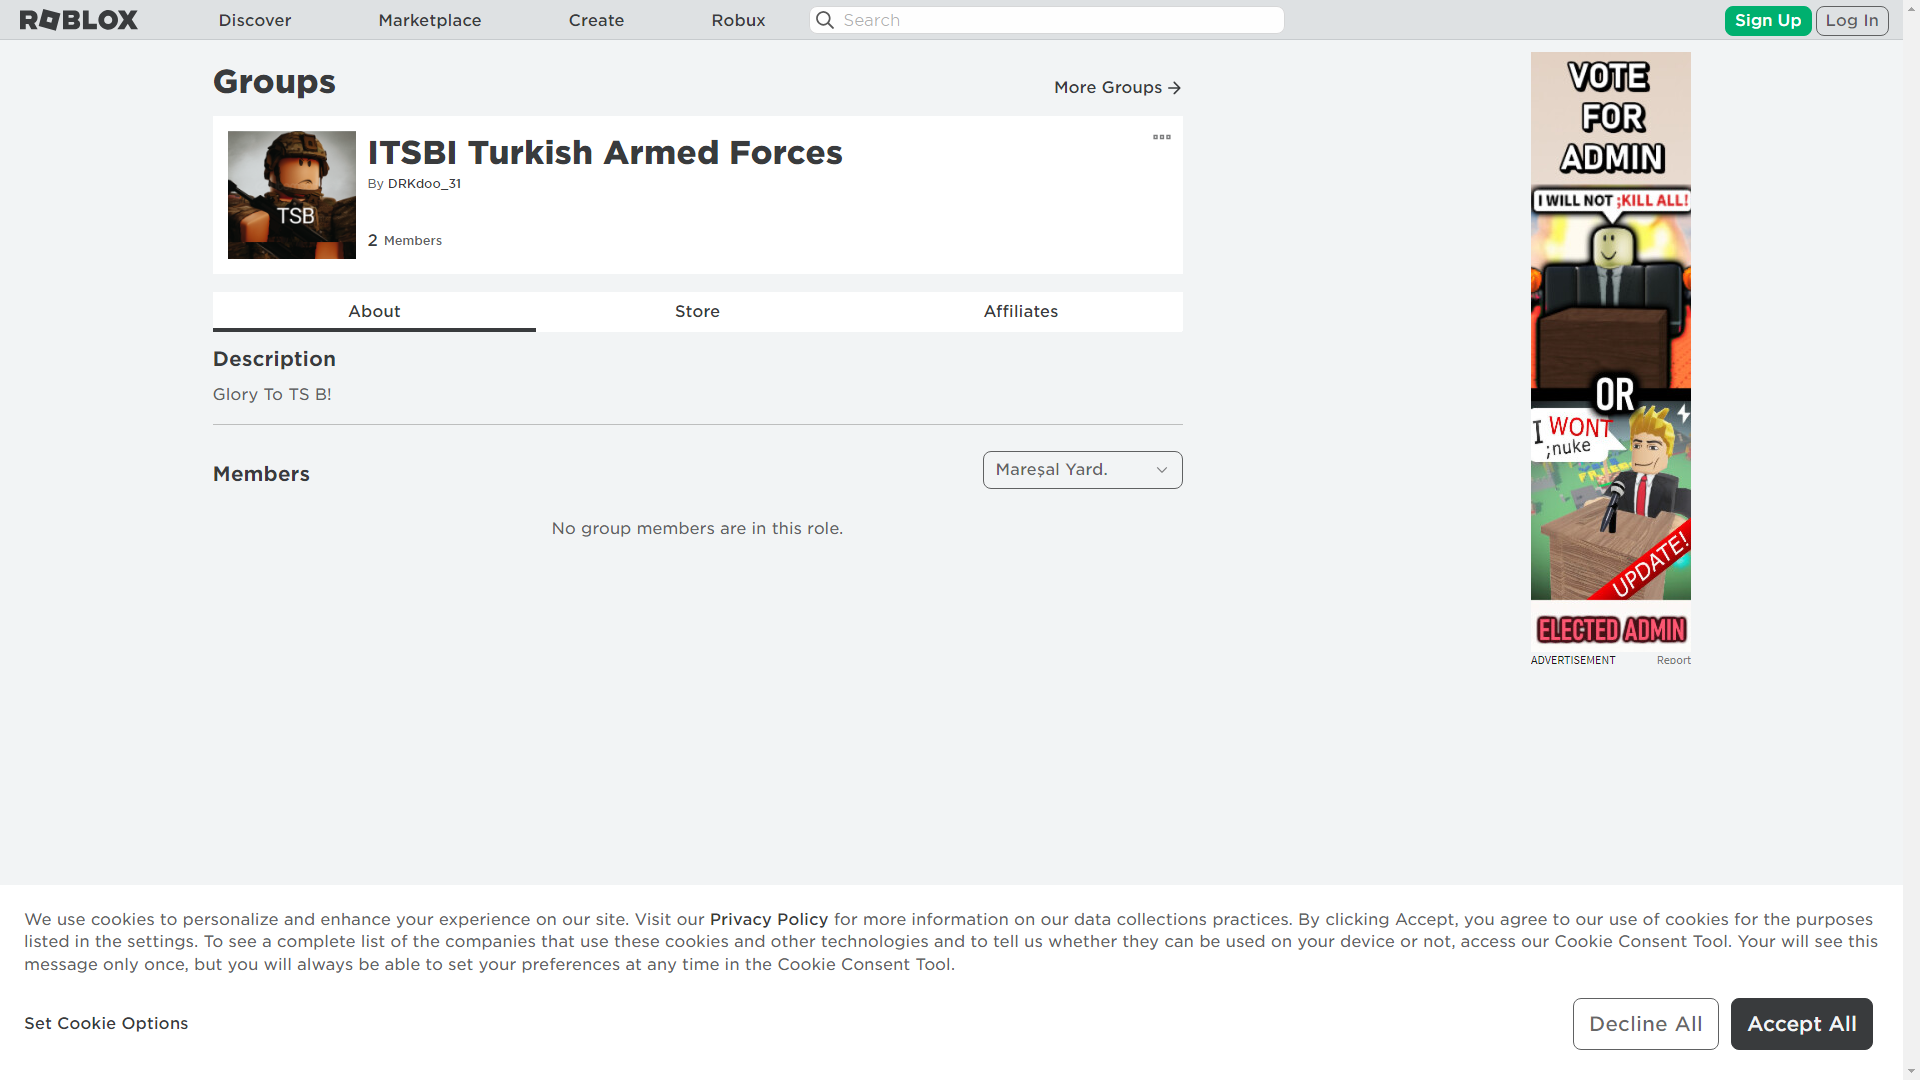 ROBLOX
Discover
Marketplace
Create
Robux
Search
Sign Up
Log In
Groups
More Groups
TSB
ITSBI Turkish Armed Forces
By DRKdoo_31
2 Members
About
Store
Affiliates
Description
Glory To TS B!
Members
Mareşal Yard.
No group members are in this role.
VOTE
FOR
ADMIN
I WILL NOT ;KILL ALL!
OR
I WONT
;nuke
UPDATE!
ELECTED ADMIN
ADVERTISEMENT
Report
We use cookies to personalize and enhance your experience on our site. Visit our Privacy Policy for more information on our data collections practices. By clicking Accept, you agree to our use of cookies for the purposes
listed in the settings. To see a complete list of the companies that use these cookies and other technologies and to tell us whether they can be used on your device or not, access our Cookie Consent Tool. Your will see this
message only once, but you will always be able to set your preferences at any time in the Cookie Consent Tool.
Set Cookie Options
Decline All
Accept All